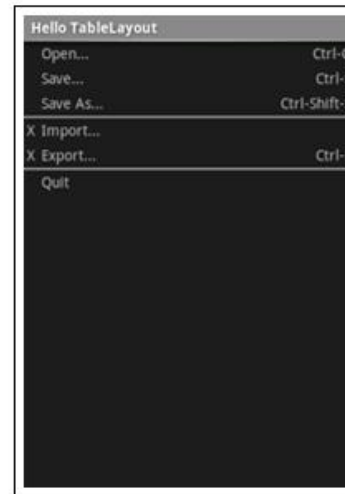 Hello TableLayout
Open... Ctrl-
Save... Ctrl-
Save As... Ctrl-Shift-
X Import...
X Export... Ctrl-
Quit